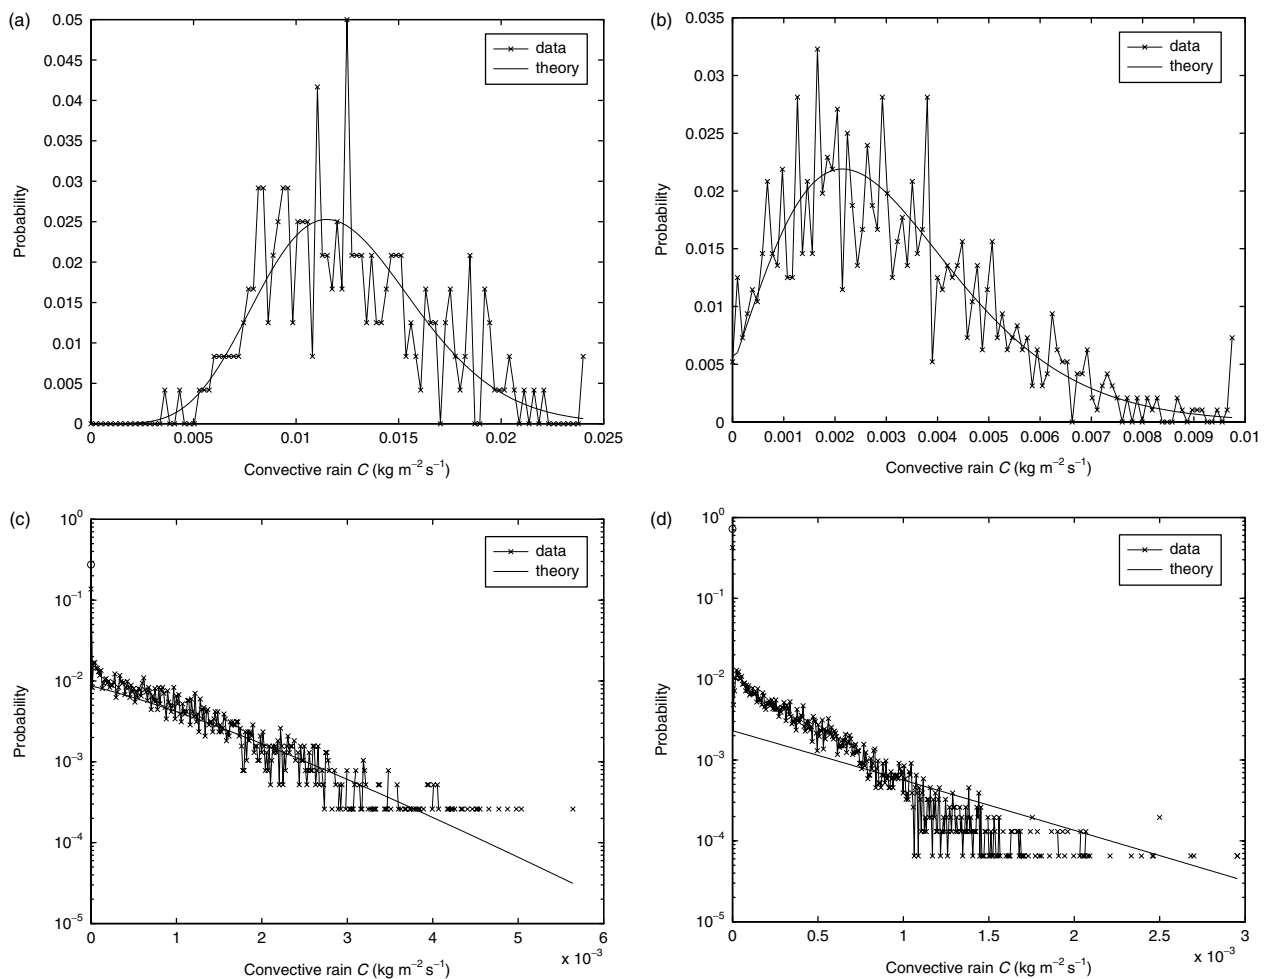 (a)
0.05
0.045
0.04
0.035
0.03
0.025
0.02
0.015
0.01
0.005
0
Probability
data
theory
0 0.005 0.01 0.015 0.02 0.025
Convective rain C (kg m⁻² s⁻¹)
(b)
0.035
0.03
0.025
0.02
0.015
0.01
0.005
0
Probability
data
theory
0 0.001 0.002 0.003 0.004 0.005 0.006 0.007 0.008 0.009 0.01
Convective rain C (kg m⁻² s⁻¹)
(c)
10⁰
10⁻¹
10⁻²
10⁻³
10⁻⁴
10⁻⁵
Probability
data
theory
0 1 2 3 4 5 6
x 10⁻³
Convective rain C (kg m⁻² s⁻¹)
(d)
10⁰
10⁻¹
10⁻²
10⁻³
10⁻⁴
10⁻⁵
Probability
data
theory
0 0.5 1 1.5 2 2.5 3
x 10⁻³
Convective rain C (kg m⁻² s⁻¹)